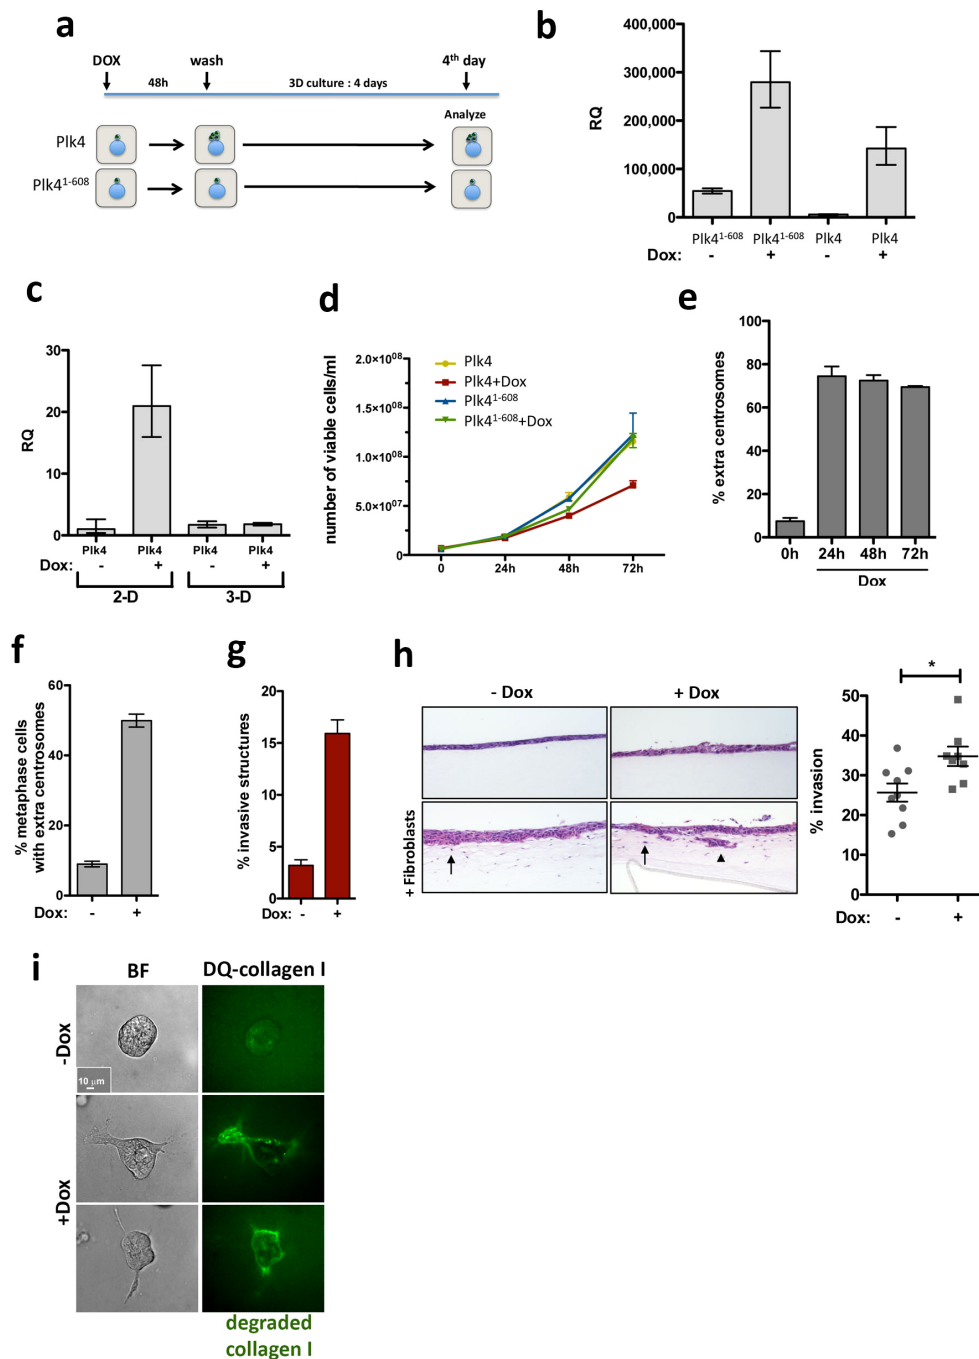 a
DOX
wash
4th day
48h
3D culture : 4 days
Analyze
Plk4
Plk41-608
b
RQ
400,000
300,000
200,000
100,000
0
Plk41-608
Plk41-608
Plk4
Plk4
Dox:
-
+
-
+
c
RQ
30
20
10
0
Plk4
Plk4
Plk4
Plk4
Dox:
-
+
-
+
2-D
3-D
d
number of viable cells/ml
2.0×1008
1.5×1008
1.0×1008
5.0×1007
0
Plk4
Plk4+Dox
Plk41-608
Plk41-608+Dox
0
24h
48h
72h
e
% extra centrosomes
100
80
60
40
20
0
0h
24h
48h
72h
Dox
f
% metaphase cells
with extra centrosomes
60
40
20
0
Dox:
-
+
g
% invasive structures
20
15
10
5
0
Dox:
-
+
h
- Dox
+ Dox
+ Fibroblasts
*
% invasion
50
40
30
20
10
0
Dox:
-
+
i
BF
DQ-collagen I
-Dox
10 µm
+Dox
degraded
collagen I